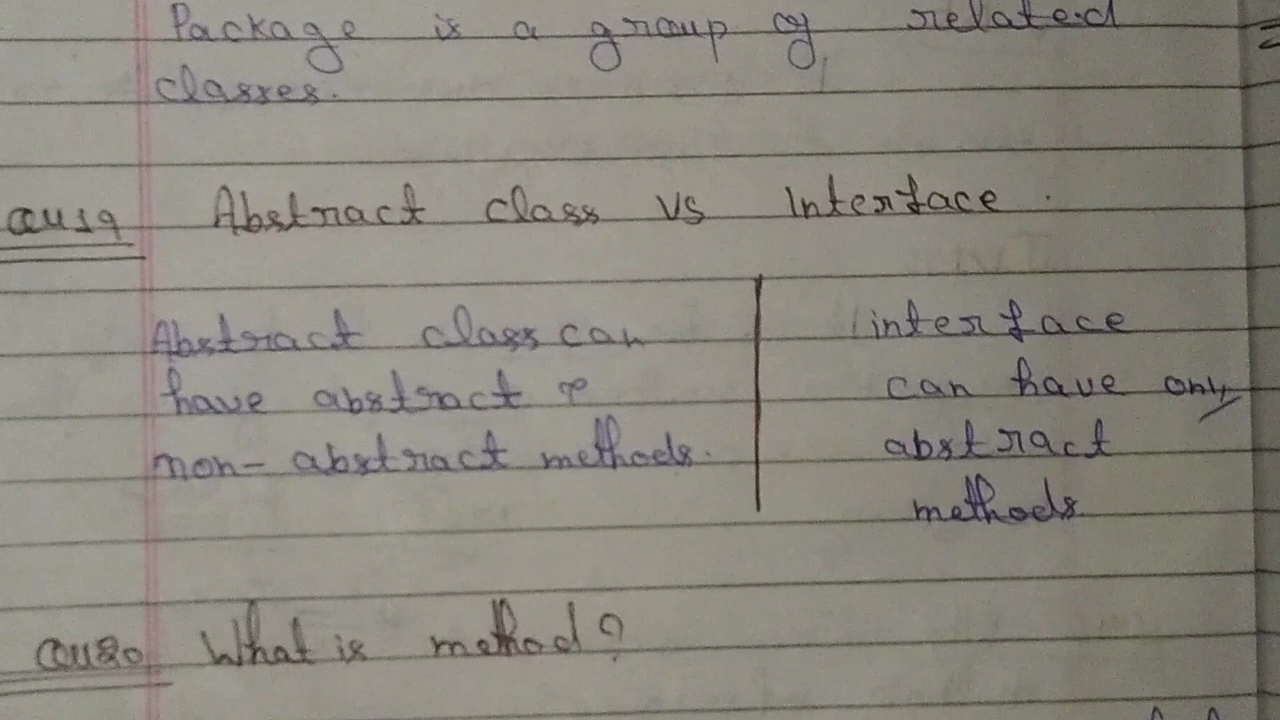 Package is a group of related
classes.
Qu19 Abstract class vs Interface.
Abstract class can
have abstract &
non-abstract methods.
interface
can have only
abstract
methods.
Qu20 What is method?